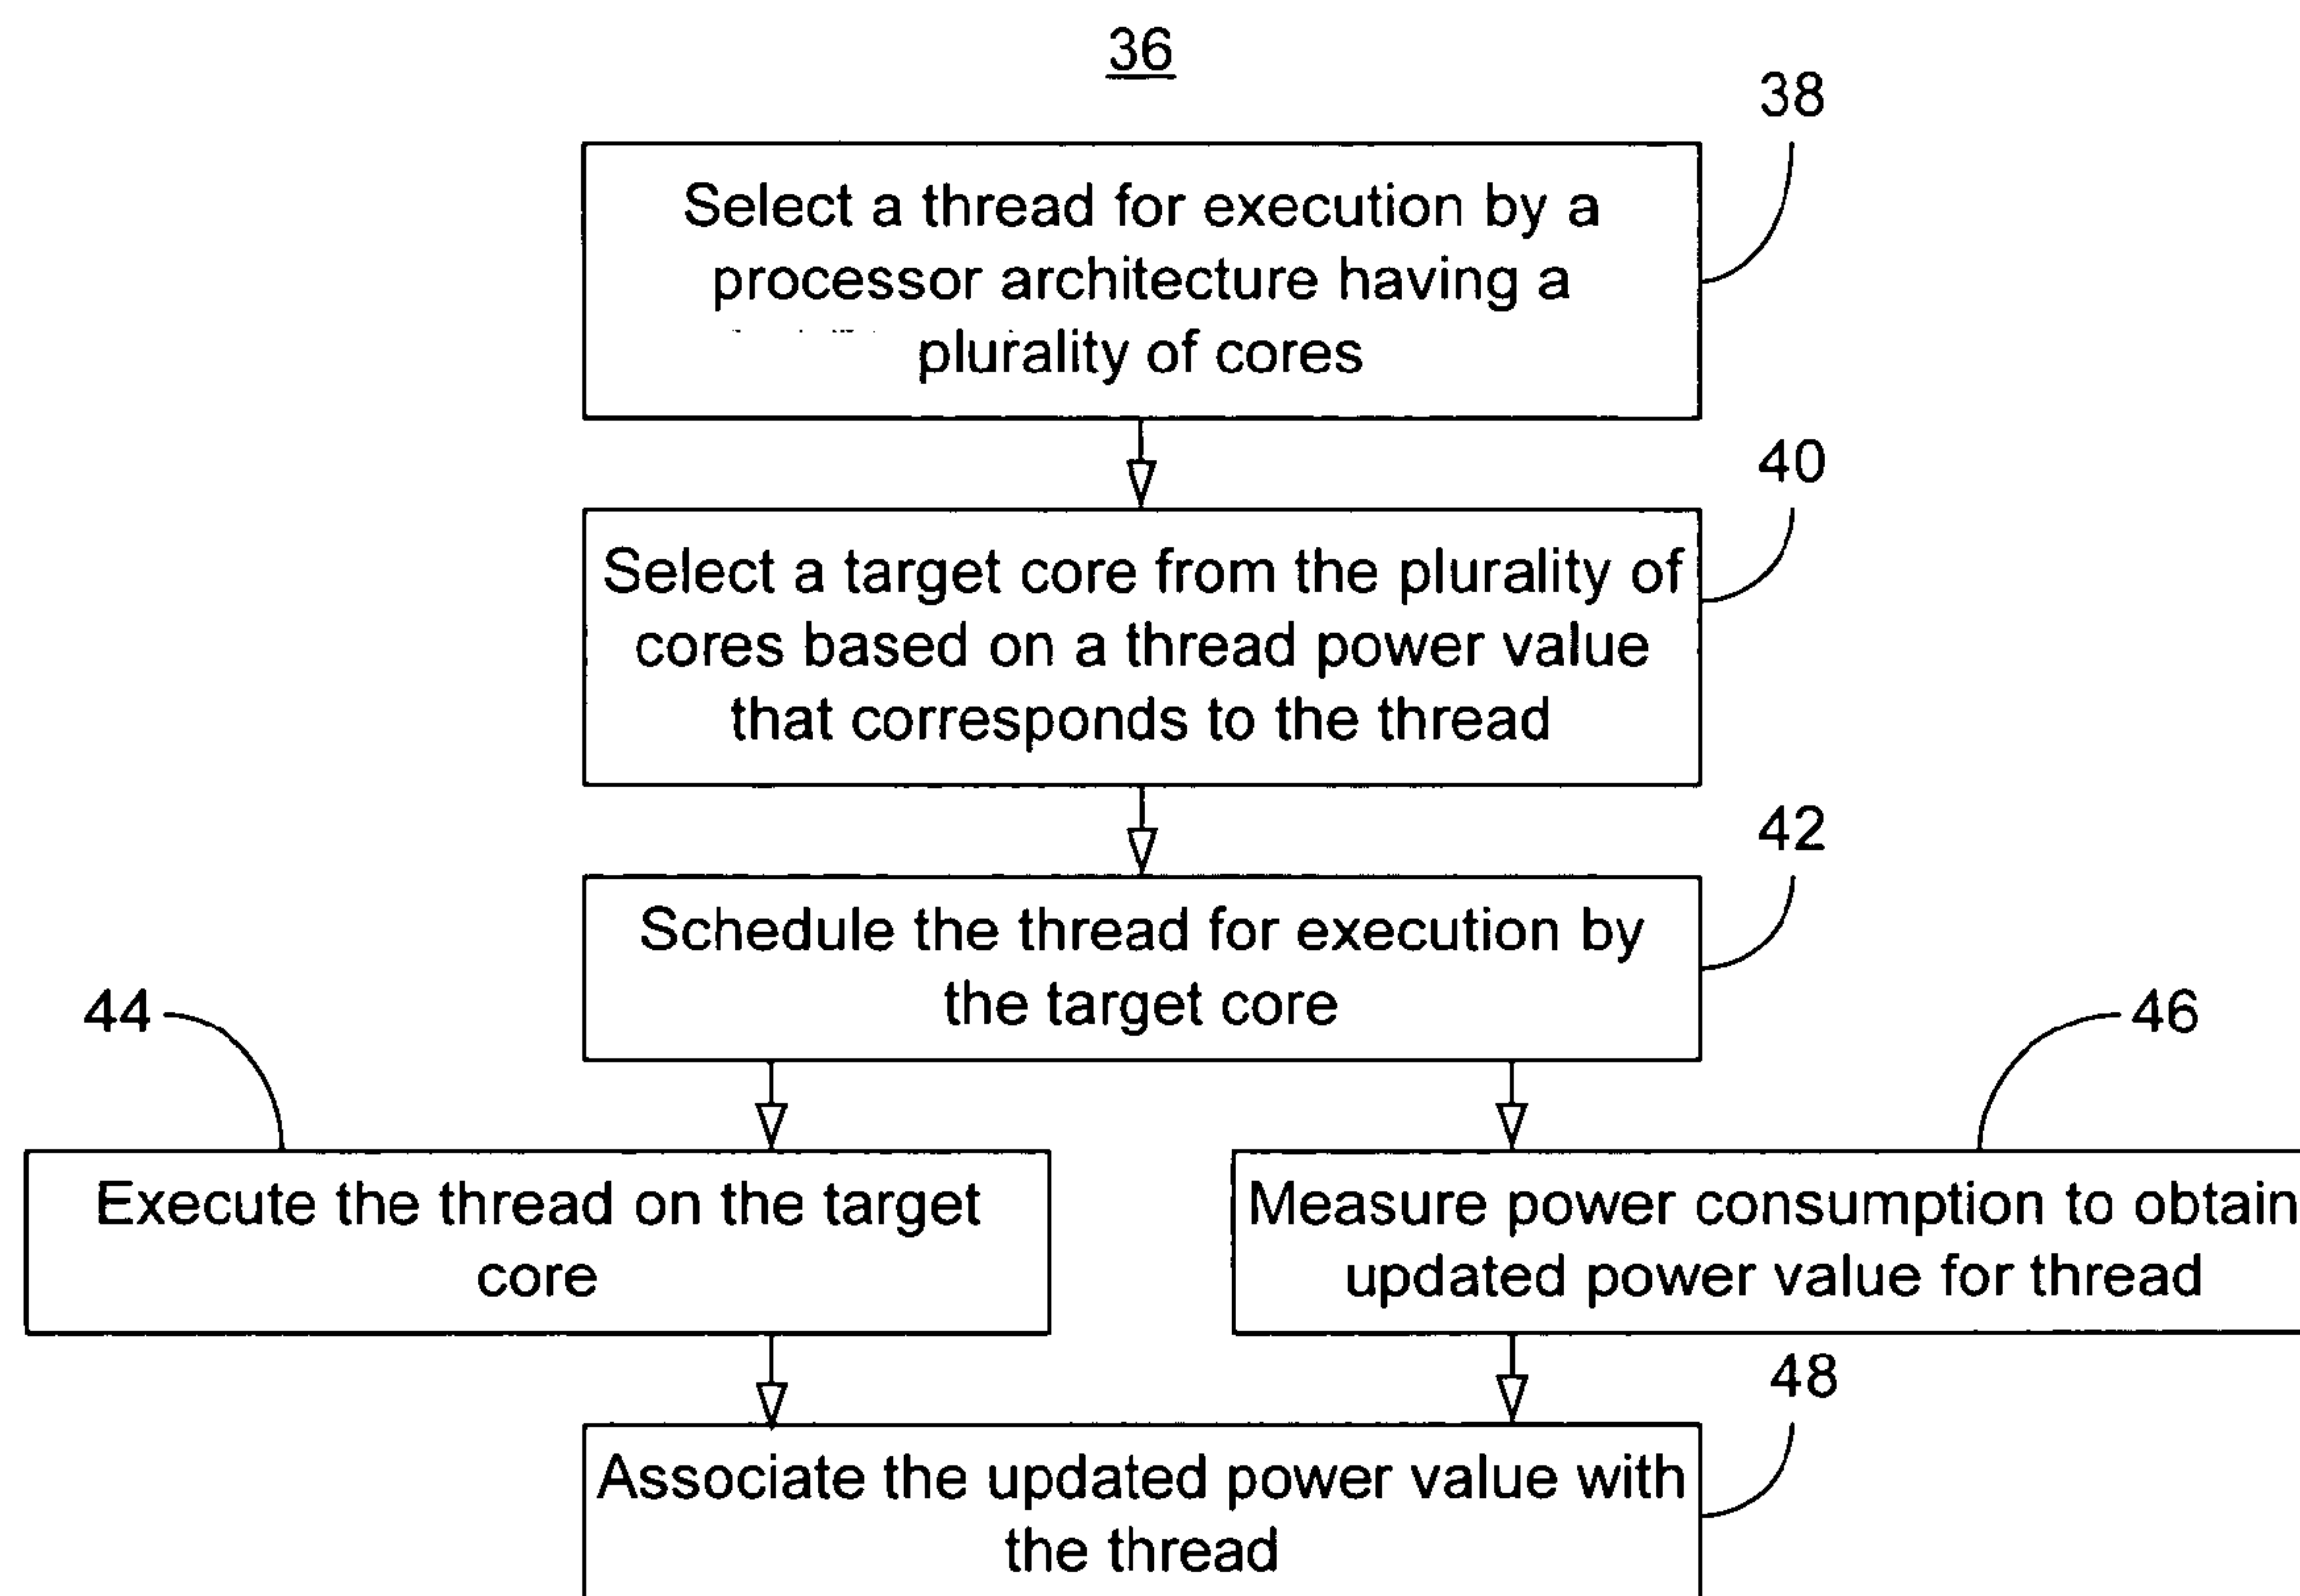 36
38
Select a thread for execution by a
processor architecture having a
plurality of cores
40
Select a target core from the plurality of
cores based on a thread power value
that corresponds to the thread
42
Schedule the thread for execution by
the target core
44
46
Execute the thread on the target
core
Measure power consumption to obtain
updated power value for thread
48
Associate the updated power value with
the thread